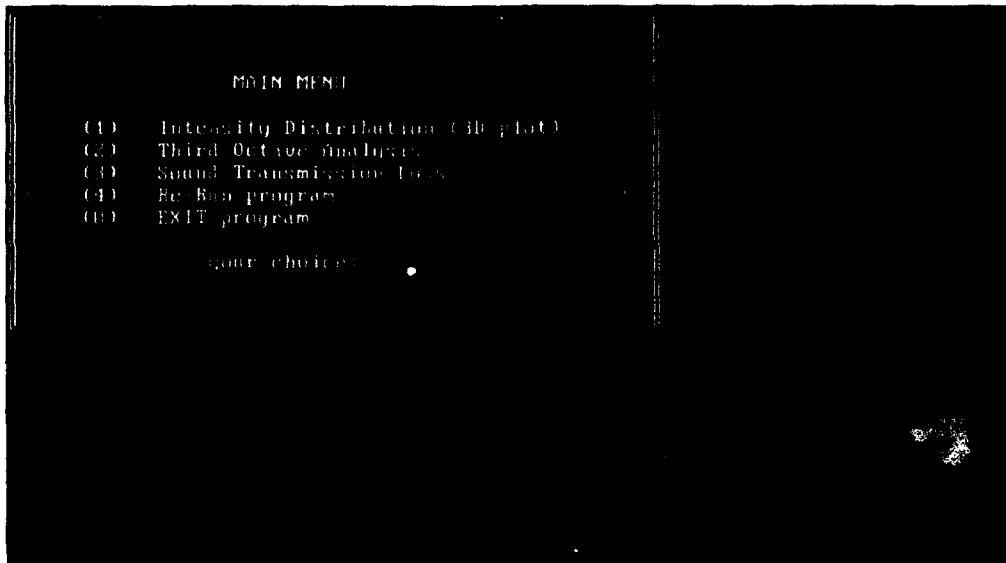 MAIN MENU
(1) Intensity Distribution (3D plot)
(2) Third Octive Analysis
(3) Sound Transmission Loss
(4) Re-Run program
(0) EXIT program
your choice: